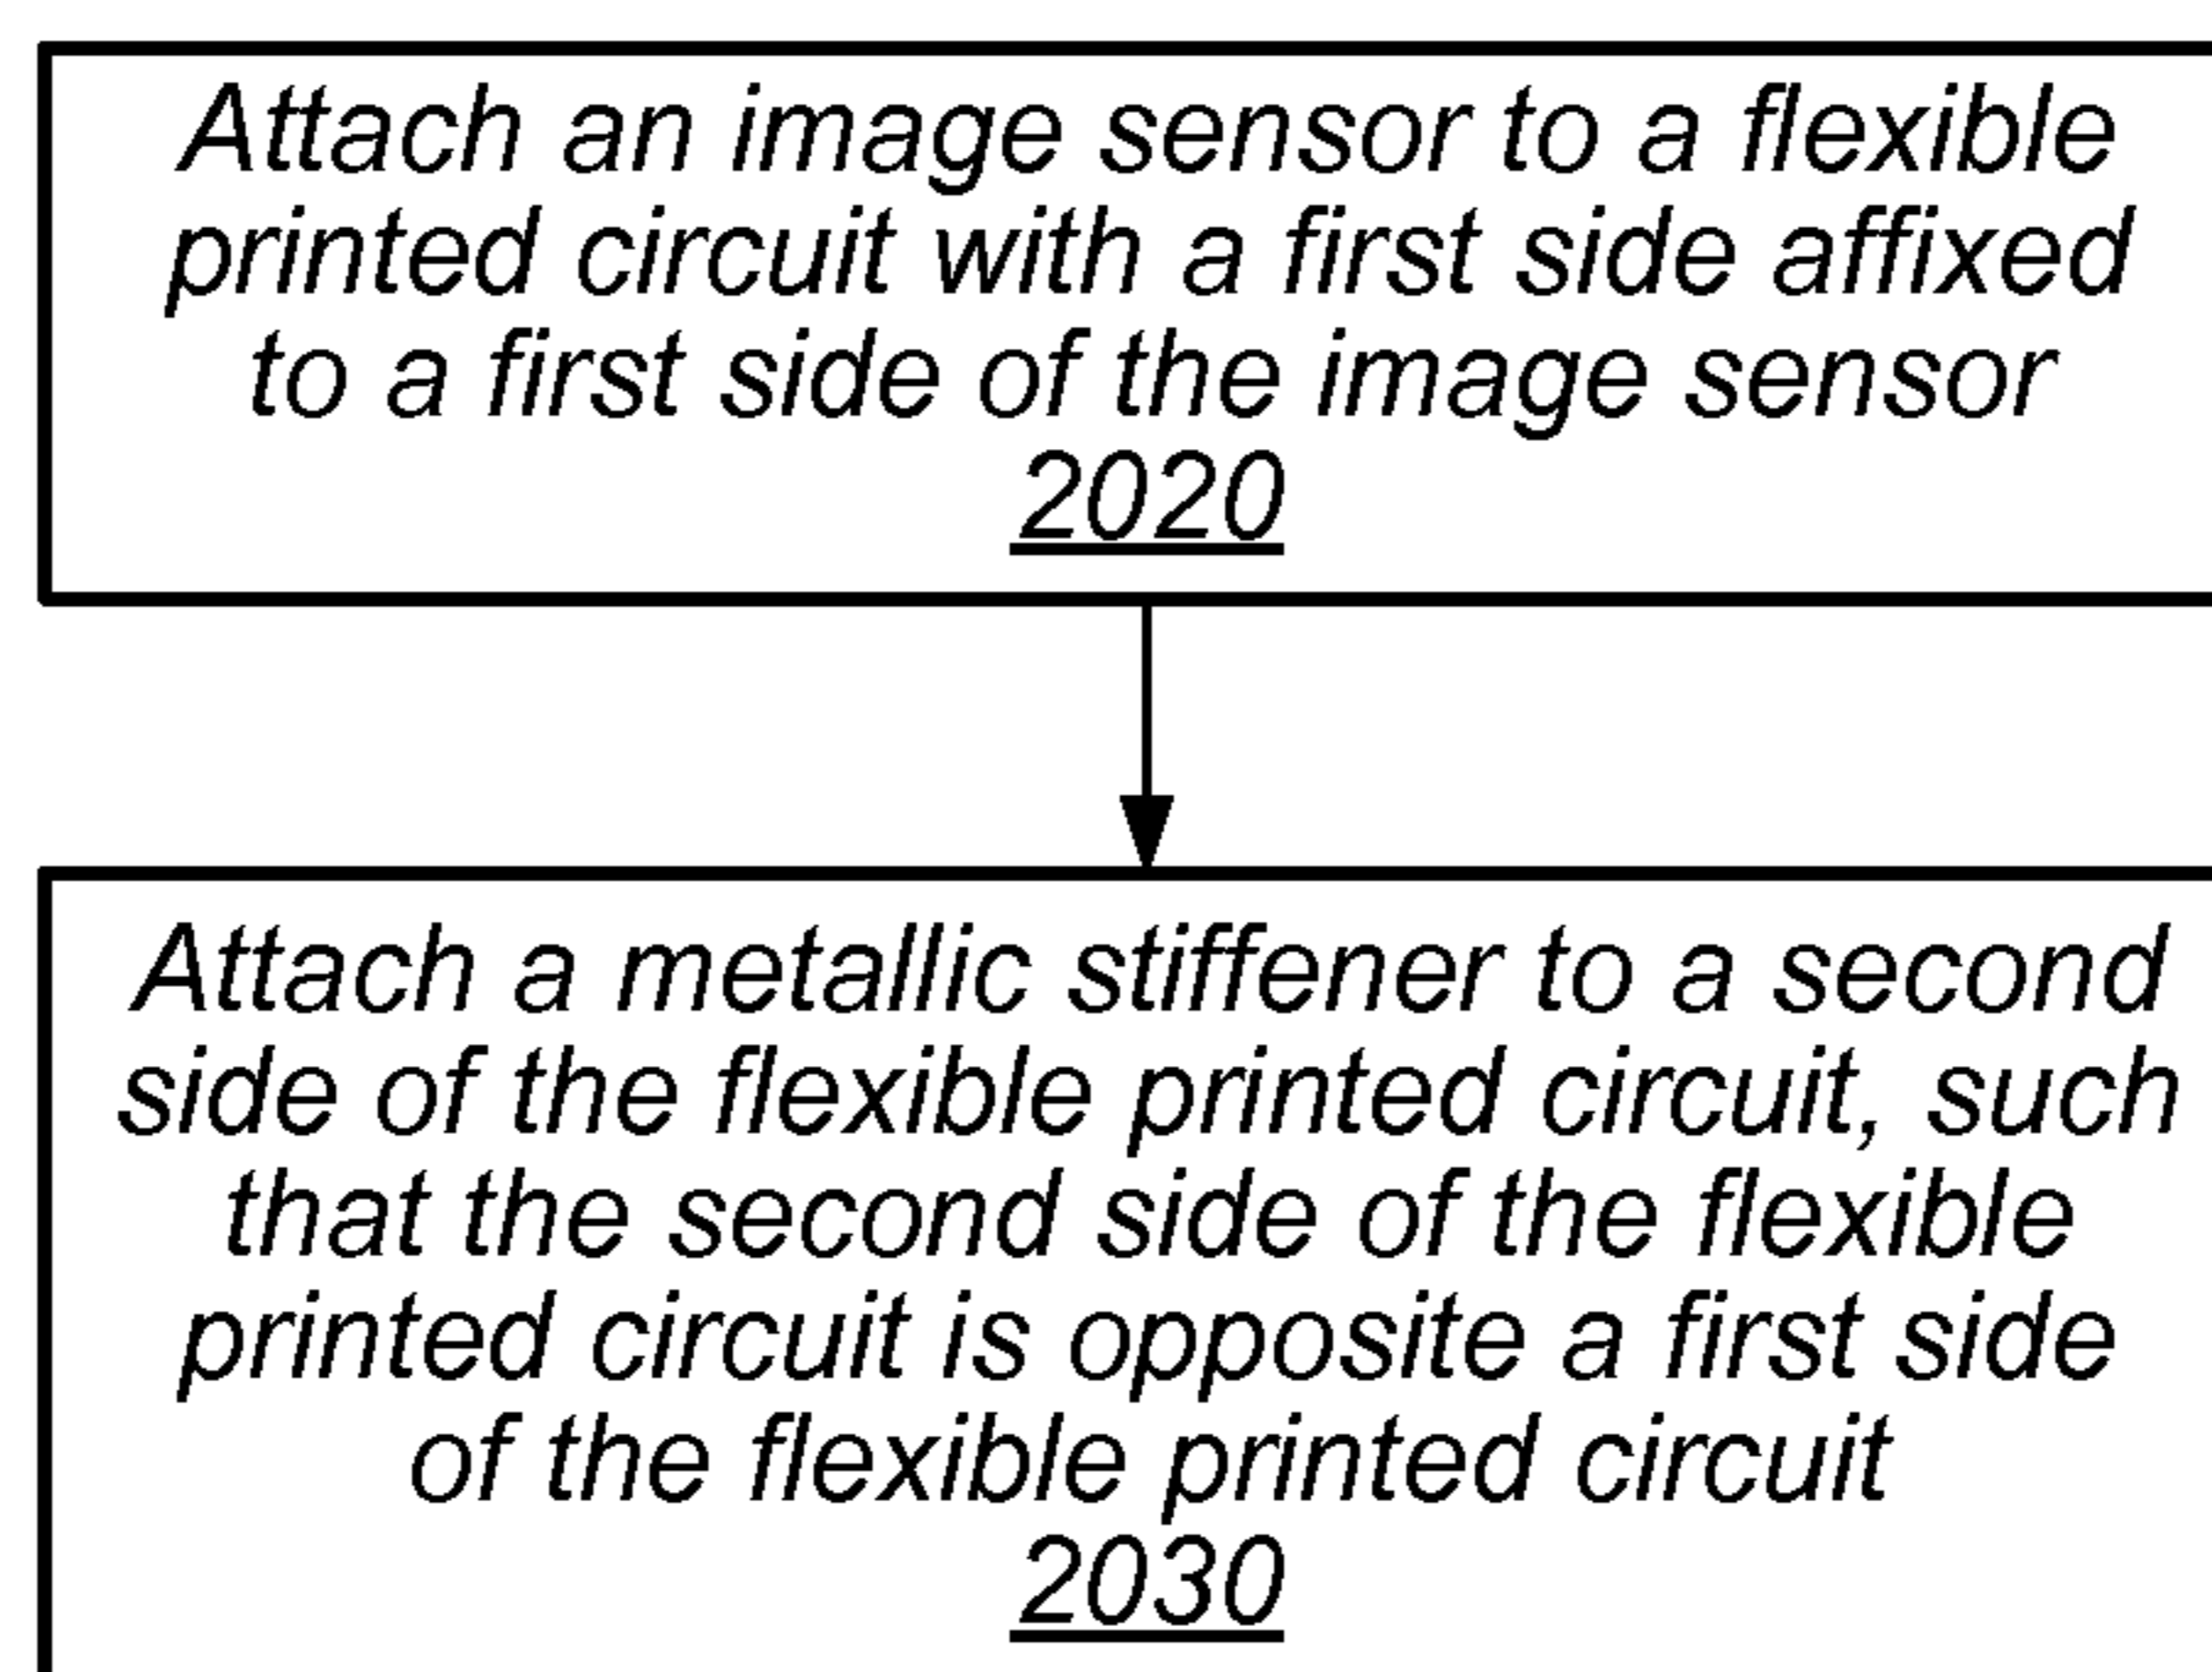 Attach an image sensor to a flexible
printed circuit with a first side affixed
to a first side of the image sensor
2020
Attach a metallic stiffener to a second
side of the flexible printed circuit, such
that the second side of the flexible
printed circuit is opposite a first side
of the flexible printed circuit
2030